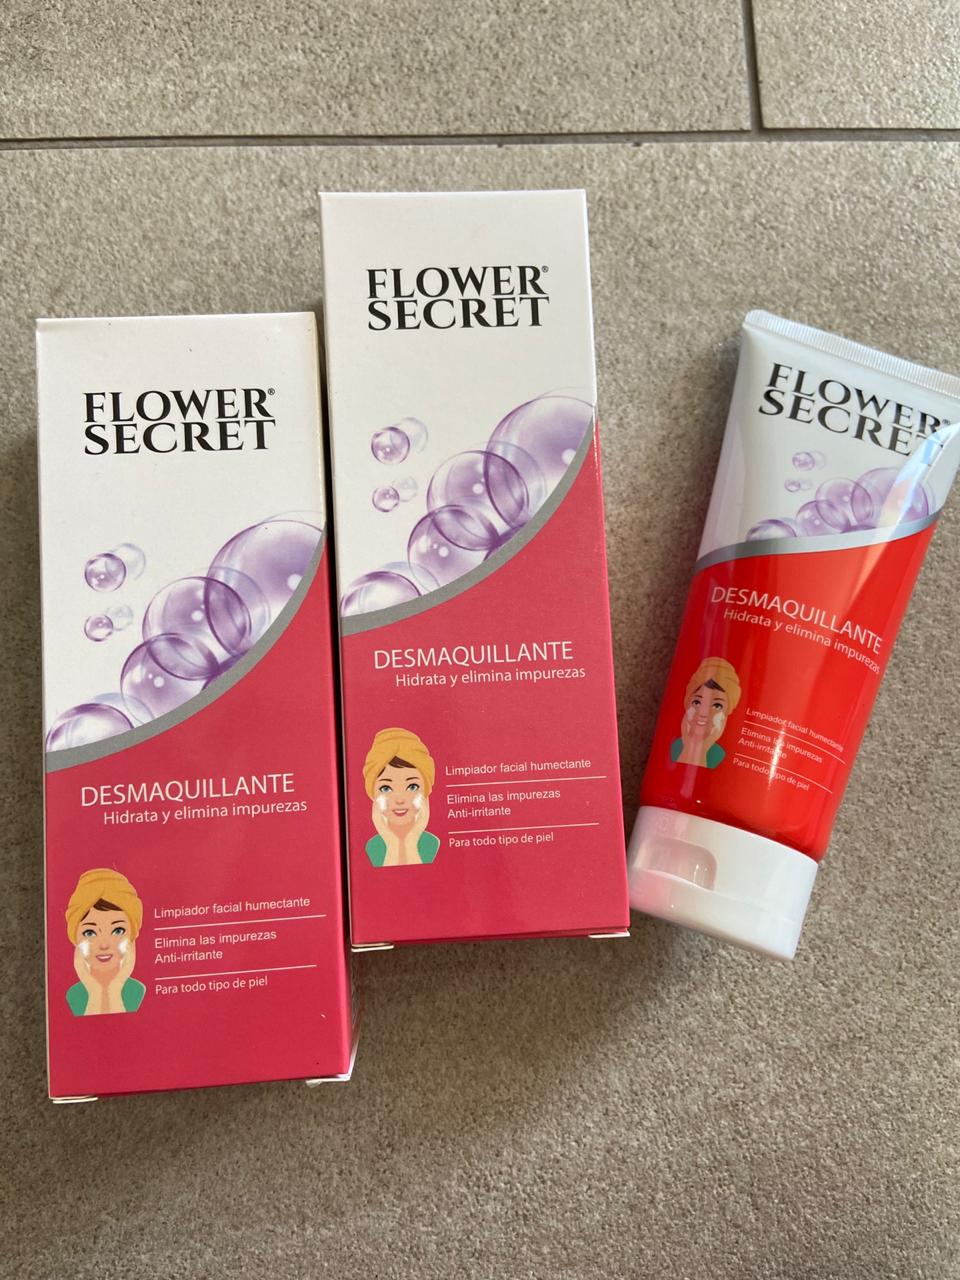 FLOWER®
SECRET
DESMAQUILLANTE
Hidrata y elimina impurezas
Limpiador facial humectante
Elimina las impurezas
Anti-irritante
Para todo tipo de piel
FLOWER®
SECRET
DESMAQUILLANTE
Hidrata y elimina impurezas
Limpiador facial humectante
Elimina las impurezas
Anti-irritante
Para todo tipo de piel
FLOWER®
SECRET
DESMAQUILLANTE
Hidrata y elimina impurezas
Limpiador facial humectante
Elimina las impurezas
Anti-irritante
Para todo tipo de piel